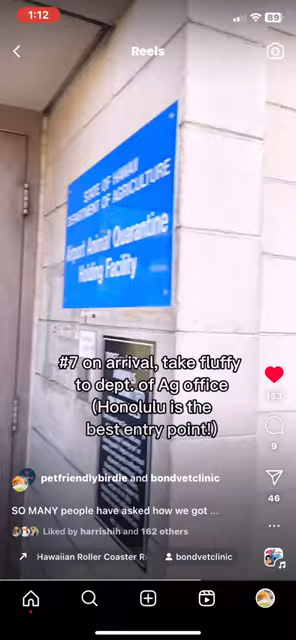 1:12
89
Reels
STATE OF HAWAII
DEPARTMENT OF AGRICULTURE
Airport Animal Quarantine
Holding Facility
#7 on arrival, take fluffy
to dept. of Ag office
(Honolulu is the
best entry point!)
163
9
46
petfriendlybirdie and bondvetclinic
SO MANY people have asked how we got ...
Liked by harrishih and 162 others
Hawaiian Roller Coaster R
bondvetclinic